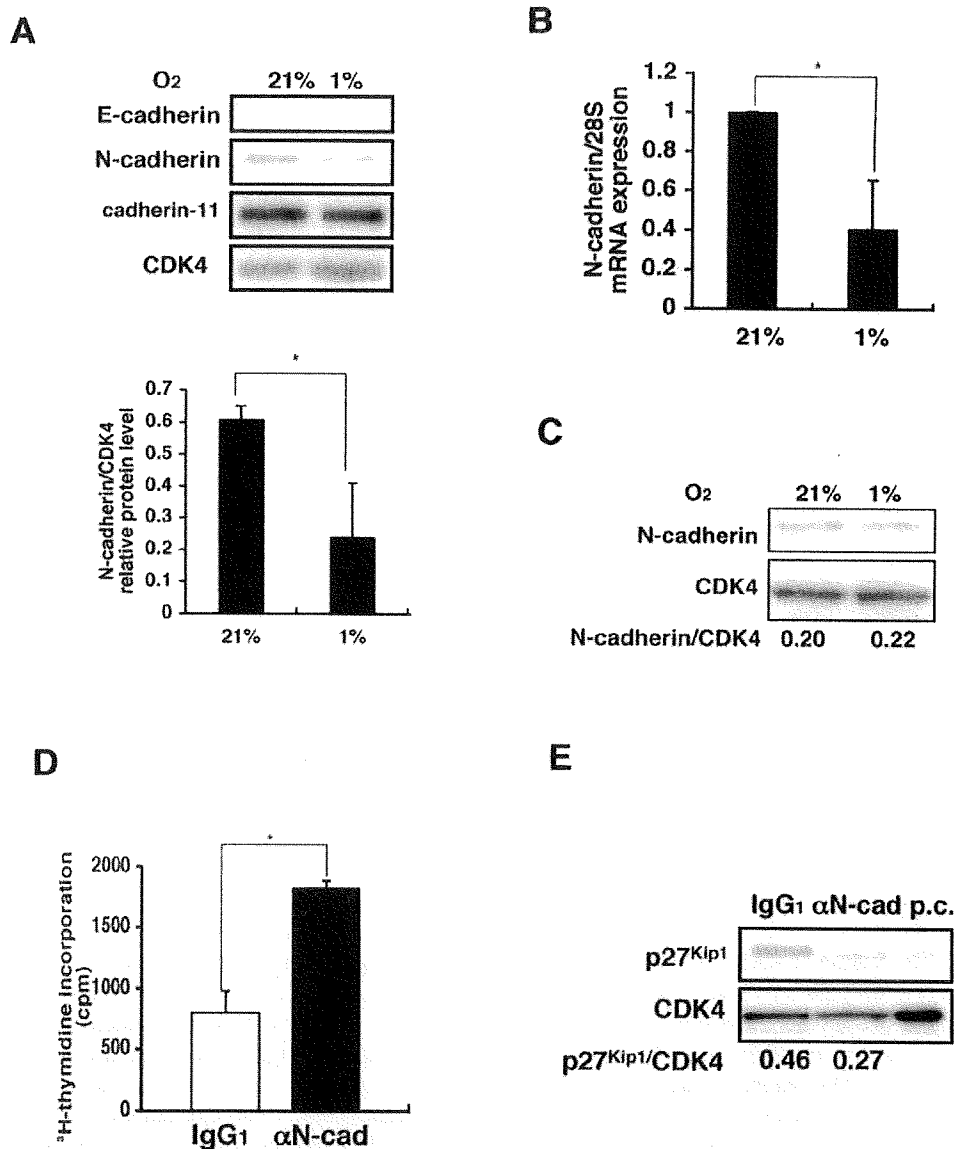 A
O2 21% 1%
E-cadherin
N-cadherin
cadherin-11
CDK4
*
N-cadherin/CDK4
relative protein level
0.7
0.6
0.5
0.4
0.3
0.2
0.1
0
21% 1%
B
*
N-cadherin/28S
mRNA expression
1.2
1
0.8
0.6
0.4
0.2
0
21% 1%
C
O2 21% 1%
N-cadherin
CDK4
N-cadherin/CDK4 0.20 0.22
D
*
³H-thymidine incorporation
(cpm)
2000
1500
1000
500
0
IgG1 αN-cad
E
IgG1 αN-cad p.c.
p27Kip1
CDK4
p27Kip1/CDK4 0.46 0.27